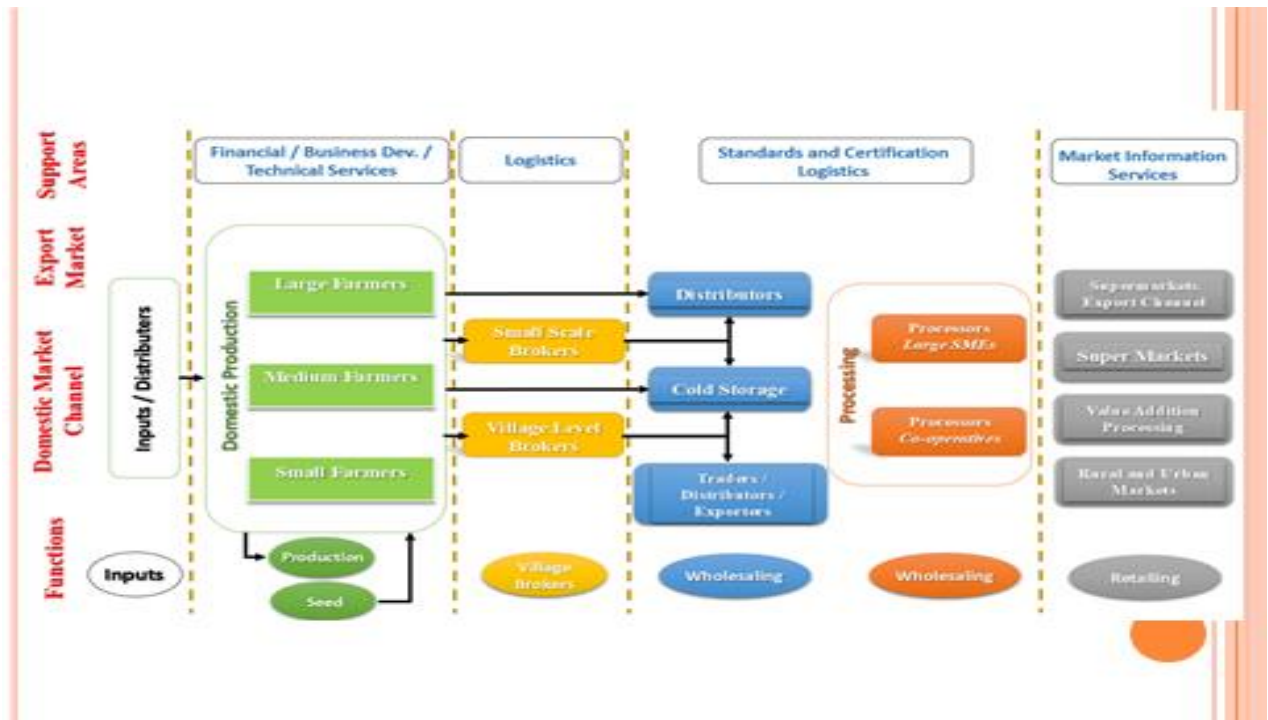 Support
Areas
Financial / Business Dev. /
Technical Services
Logistics
Standards and Certification
Logistics
Market Information
Services
Export
Market
Domestic Market
Channel
Inputs / Distributers
Domestic Production
Large Farmers
Medium Farmers
Small Farmers
Small Scale
Brokers
Village Level
Brokers
Distributors
Cold Storage
Traders /
Distributors /
Exporters
Processing
Processors
Large SMEs
Processors
Co-operatives
Supermarkets
Export Channel
Super Markets
Value Addition
Processing
Rural and Urban
Markets
Functions
Inputs
Production
Seed
Village
Brokers
Wholesaling
Wholesaling
Retailing